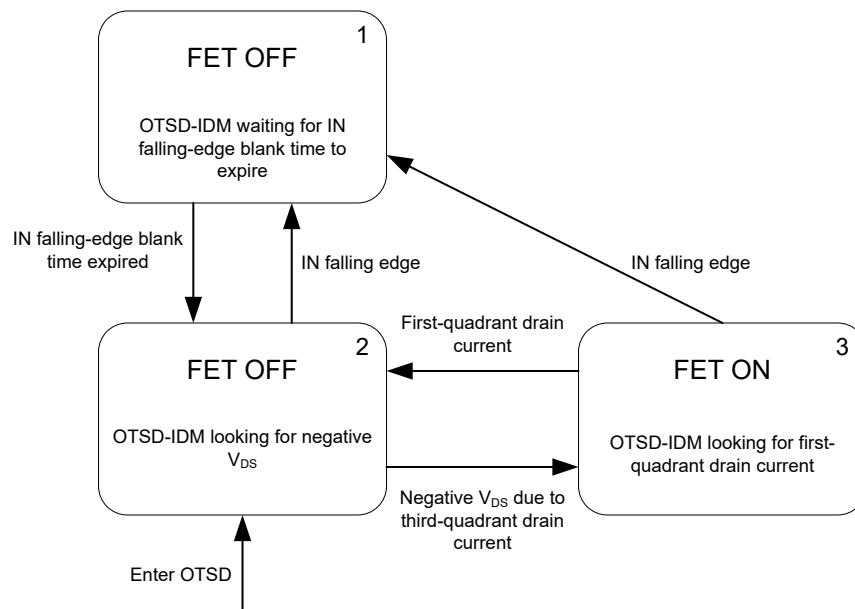 1
FET OFF
OTSD-IDM waiting for IN
falling-edge blank time to
expire
IN falling-edge blank
time expired
IN falling edge
IN falling edge
First-quadrant drain
current
2
FET OFF
OTSD-IDM looking for negative
V_DS
3
FET ON
OTSD-IDM looking for first-
quadrant drain current
Negative V_DS due to
third-quadrant drain
current
Enter OTSD